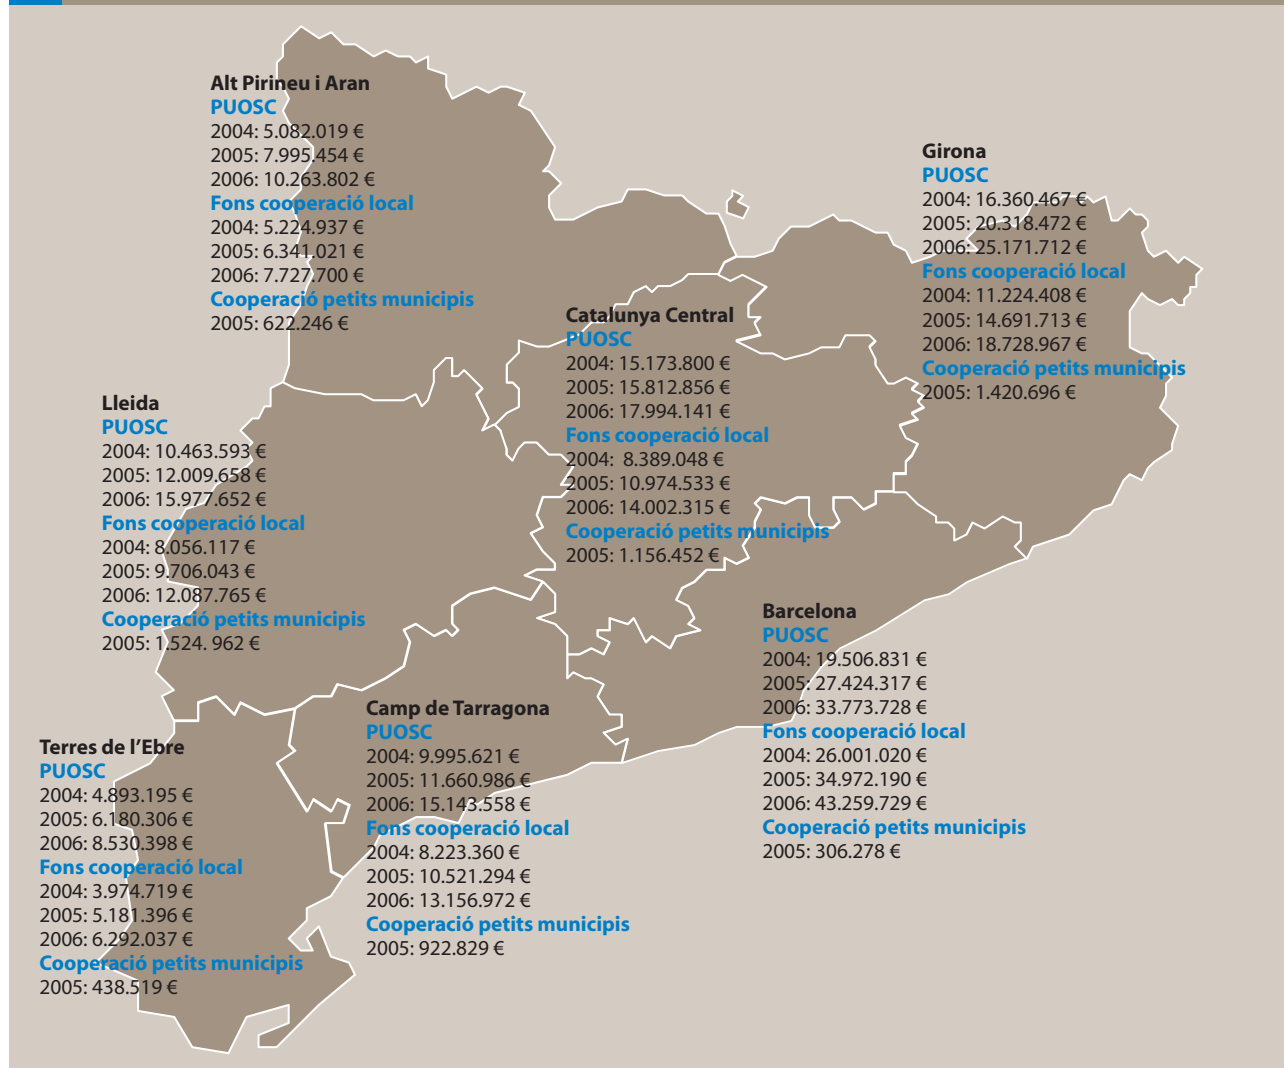 Alt Pirineu i Aran
PUOSC
2004: 5.082.019 €
2005: 7.995.454 €
2006: 10.263.802 €
Fons cooperació local
2004: 5.224.937 €
2005: 6.341.021 €
2006: 7.727.700 €
Cooperació petits municipis
2005: 622.246 €
Girona
PUOSC
2004: 16.360.467 €
2005: 20.318.472 €
2006: 25.171.712 €
Fons cooperació local
2004: 11.224.408 €
2005: 14.691.713 €
2006: 18.728.967 €
Cooperació petits municipis
2005: 1.420.696 €
Catalunya Central
PUOSC
2004: 15.173.800 €
2005: 15.812.856 €
2006: 17.994.141 €
Fons cooperació local
2004: 8.389.048 €
2005: 10.974.533 €
2006: 14.002.315 €
Cooperació petits municipis
2005: 1.156.452 €
Lleida
PUOSC
2004: 10.463.593 €
2005: 12.009.658 €
2006: 15.977.652 €
Fons cooperació local
2004: 8.056.117 €
2005: 9.706.043 €
2006: 12.087.765 €
Cooperació petits municipis
2005: 1.524. 962 €
Barcelona
PUOSC
2004: 19.506.831 €
2005: 27.424.317 €
2006: 33.773.728 €
Fons cooperació local
2004: 26.001.020 €
2005: 34.972.190 €
2006: 43.259.729 €
Cooperació petits municipis
2005: 306.278 €
Camp de Tarragona
PUOSC
2004: 9.995.621 €
2005: 11.660.986 €
2006: 15.143.558 €
Fons cooperació local
2004: 8.223.360 €
2005: 10.521.294 €
2006: 13.156.972 €
Cooperació petits municipis
2005: 922.829 €
Terres de l’Ebre
PUOSC
2004: 4.893.195 €
2005: 6.180.306 €
2006: 8.530.398 €
Fons cooperació local
2004: 3.974.719 €
2005: 5.181.396 €
2006: 6.292.037 €
Cooperació petits municipis
2005: 438.519 €